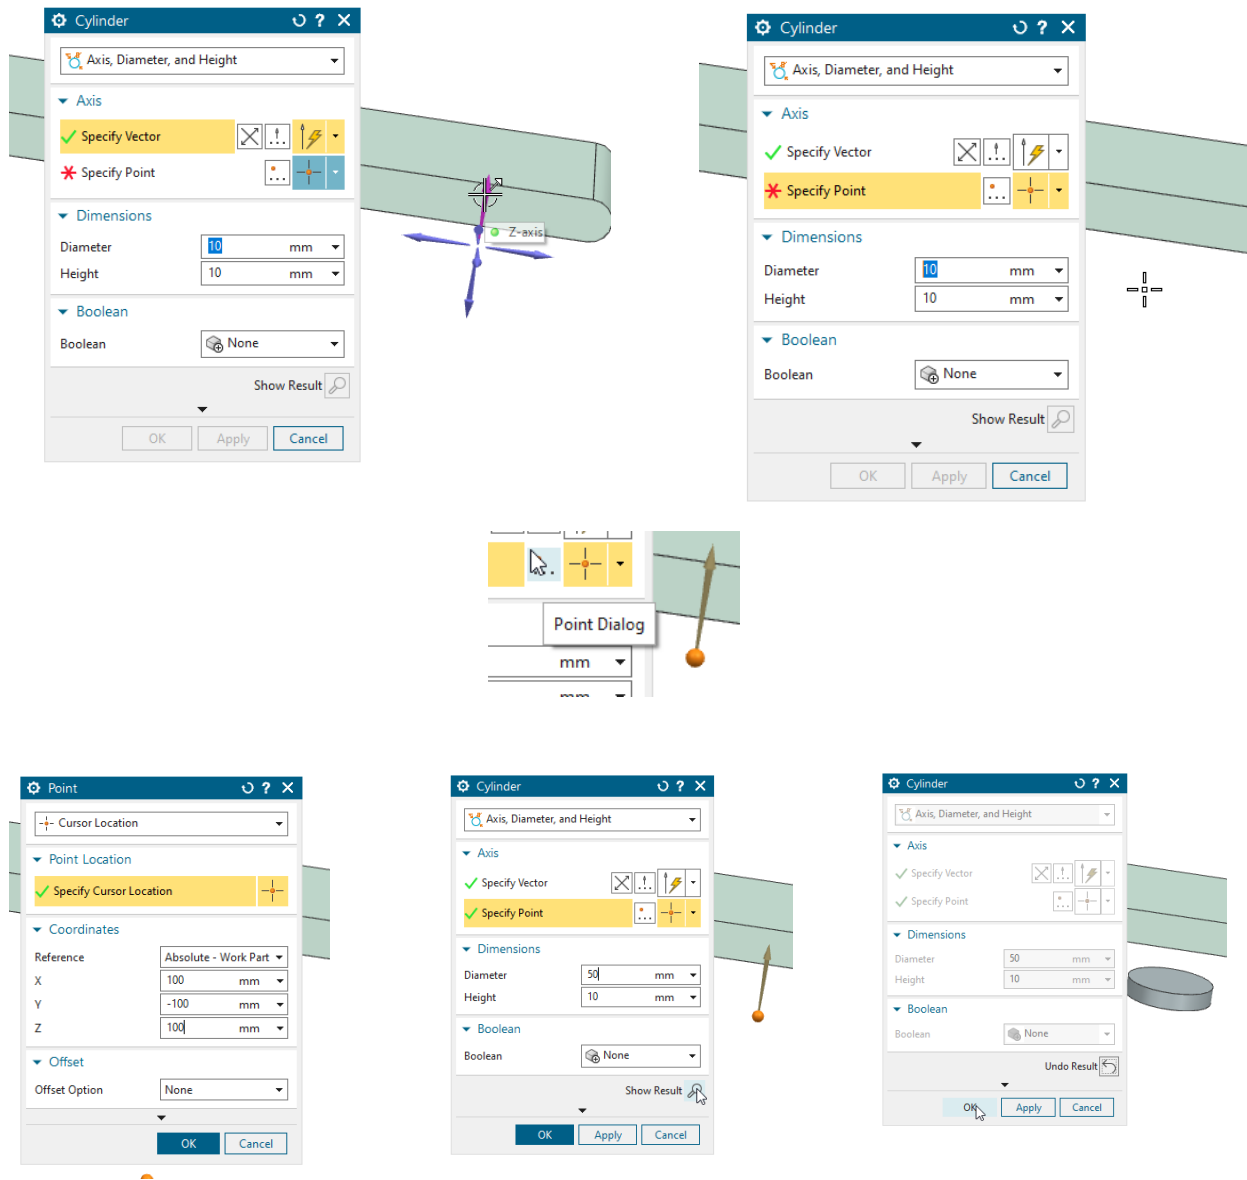 Cylinder
Axis, Diameter, and Height
Axis
Specify Vector
Specify Point
Dimensions
Diameter 10 mm
Height 10 mm
Boolean
Boolean None
Show Result
OK Apply Cancel
Z-axis
Cylinder
Axis, Diameter, and Height
Axis
Specify Vector
Specify Point
Dimensions
Diameter 10 mm
Height 10 mm
Boolean
Boolean None
Show Result
OK Apply Cancel
Point Dialog
mm
mm
Point
Cursor Location
Point Location
Specify Cursor Location
Coordinates
Reference Absolute - Work Part
X 100 mm
Y -100 mm
Z 100 mm
Offset
Offset Option None
OK Cancel
Cylinder
Axis, Diameter, and Height
Axis
Specify Vector
Specify Point
Dimensions
Diameter 50 mm
Height 10 mm
Boolean
Boolean None
Show Result
OK Apply Cancel
Cylinder
Axis, Diameter, and Height
Axis
Specify Vector
Specify Point
Dimensions
Diameter 50 mm
Height 10 mm
Boolean
Boolean None
Undo Result
OK Apply Cancel